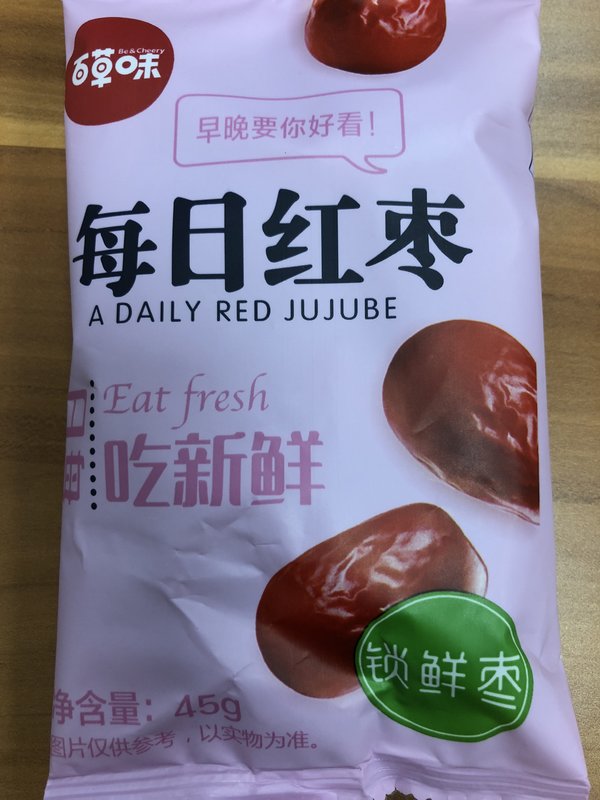 Be & Cheery
百草味
早晚要你好看！
每日红枣
A DAILY RED JUJUBE
每日
Eat fresh
吃新鲜
锁鲜枣
净含量：45g
图片仅供参考，以实物为准。